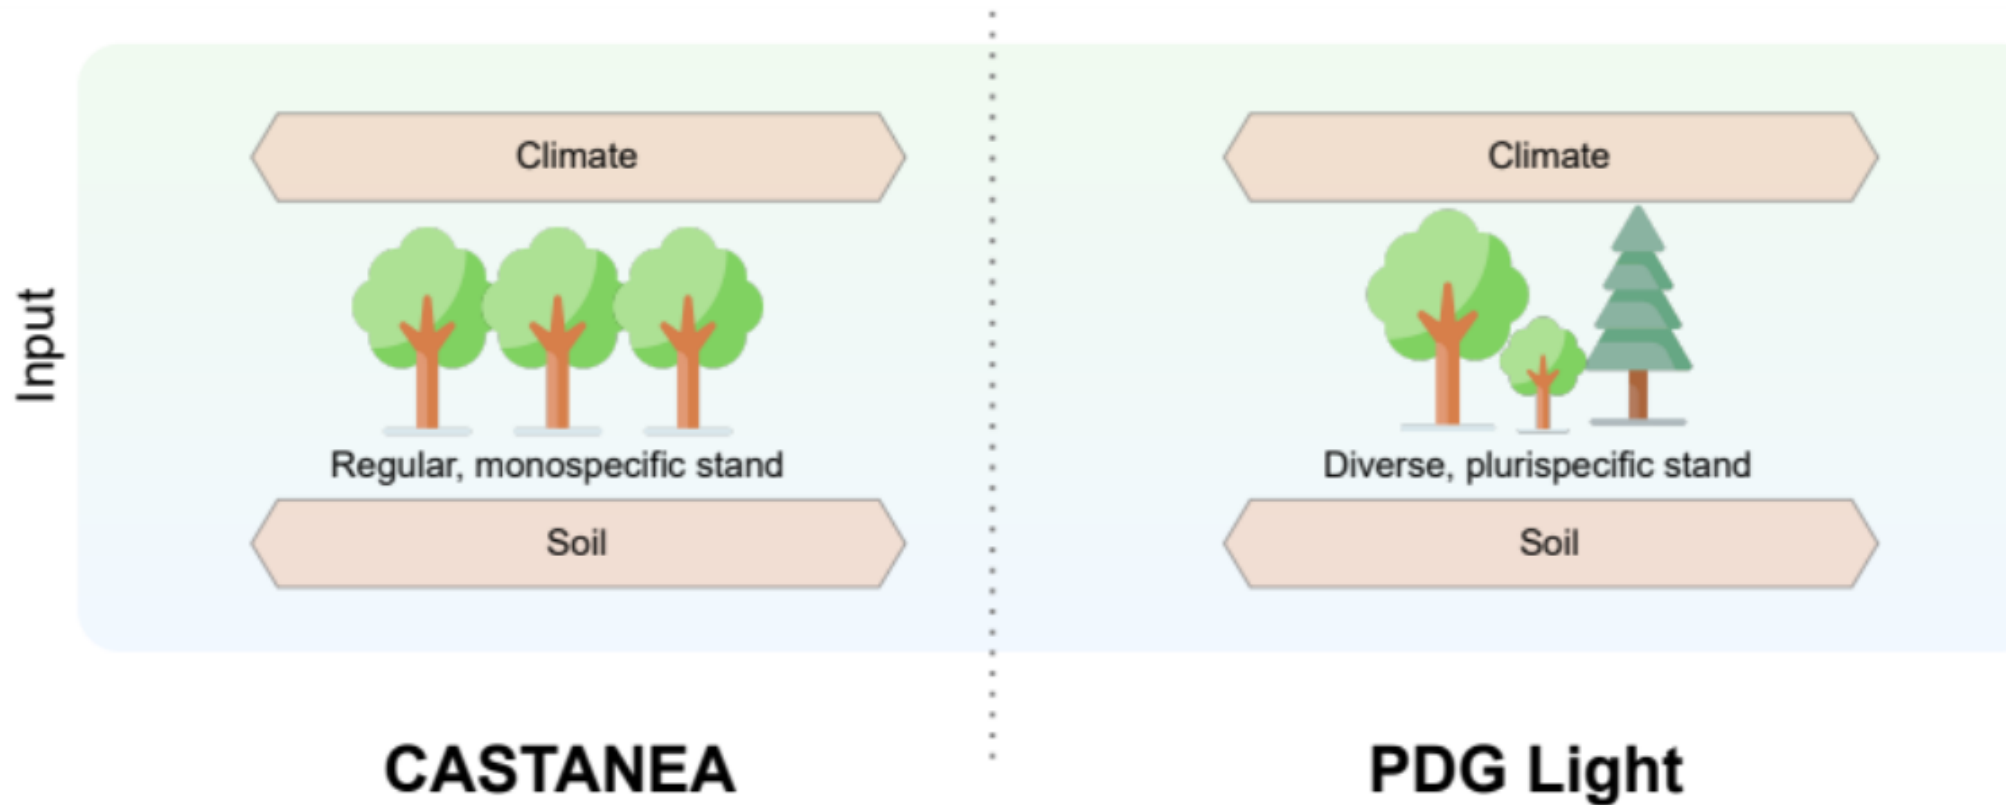 Input
Climate
Regular, monospecific stand
Soil
CASTANEA
Climate
Diverse, plurispecific stand
Soil
PDG Light